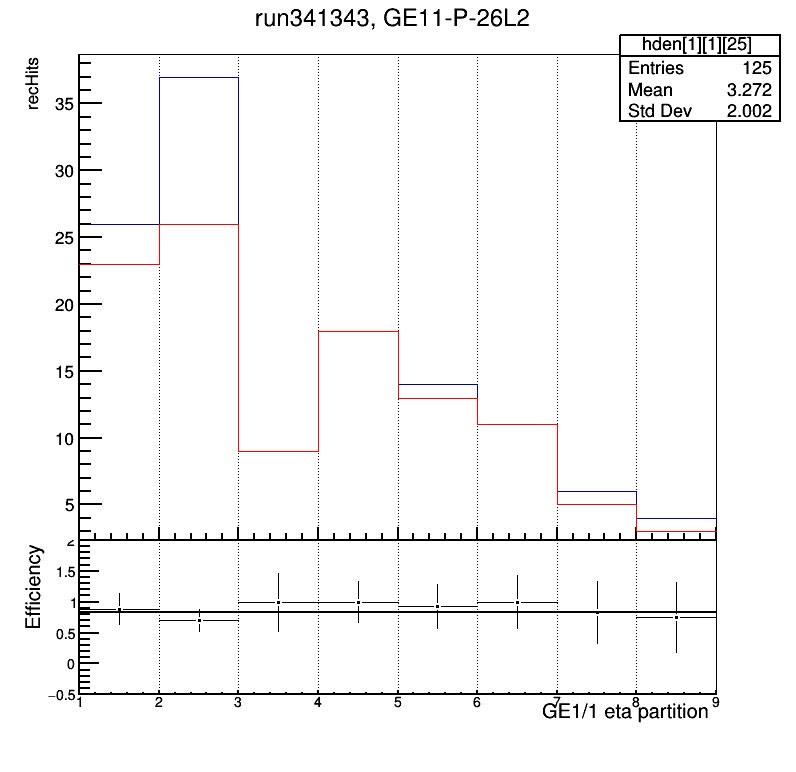 run341343, GE11-P-26L2
hden[1][1][25]
Entries 125
Mean 3.272
Std Dev 2.002
recHits
35
30
25
20
15
10
5
Efficiency
2
1.5
1
0.5
0
−0.5
1 2 3 4 5 6 7 8 9
GE1/1 eta partition